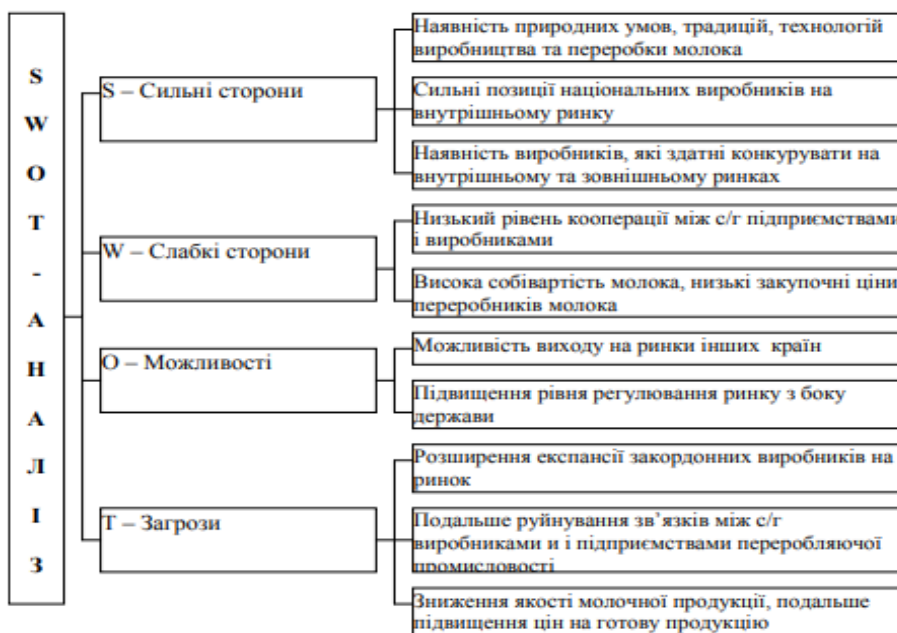 SWOT-АНАЛІЗ
S – Сильні сторони
Наявність природних умов, традицій, технологій
виробництва та переробки молока
Сильні позиції національних виробників на
внутрішньому ринку
Наявність виробників, які здатні конкурувати на
внутрішньому та зовнішньому ринках
W – Слабкі сторони
Низький рівень кооперації між с/г підприємствами
і виробниками
Висока собівартість молока, низькі закупочні ціни
переробників молока
О – Можливості
Можливість виходу на ринки інших країн
Підвищення рівня регулювання ринку з боку
держави
Т – Загрози
Розширення експансії закордонних виробників на
ринок
Подальше руйнування зв’язків між с/г
виробниками и і підприємствами переробляючої
промисловості
Зниження якості молочної продукції, подальше
підвищення цін на готову продукцію